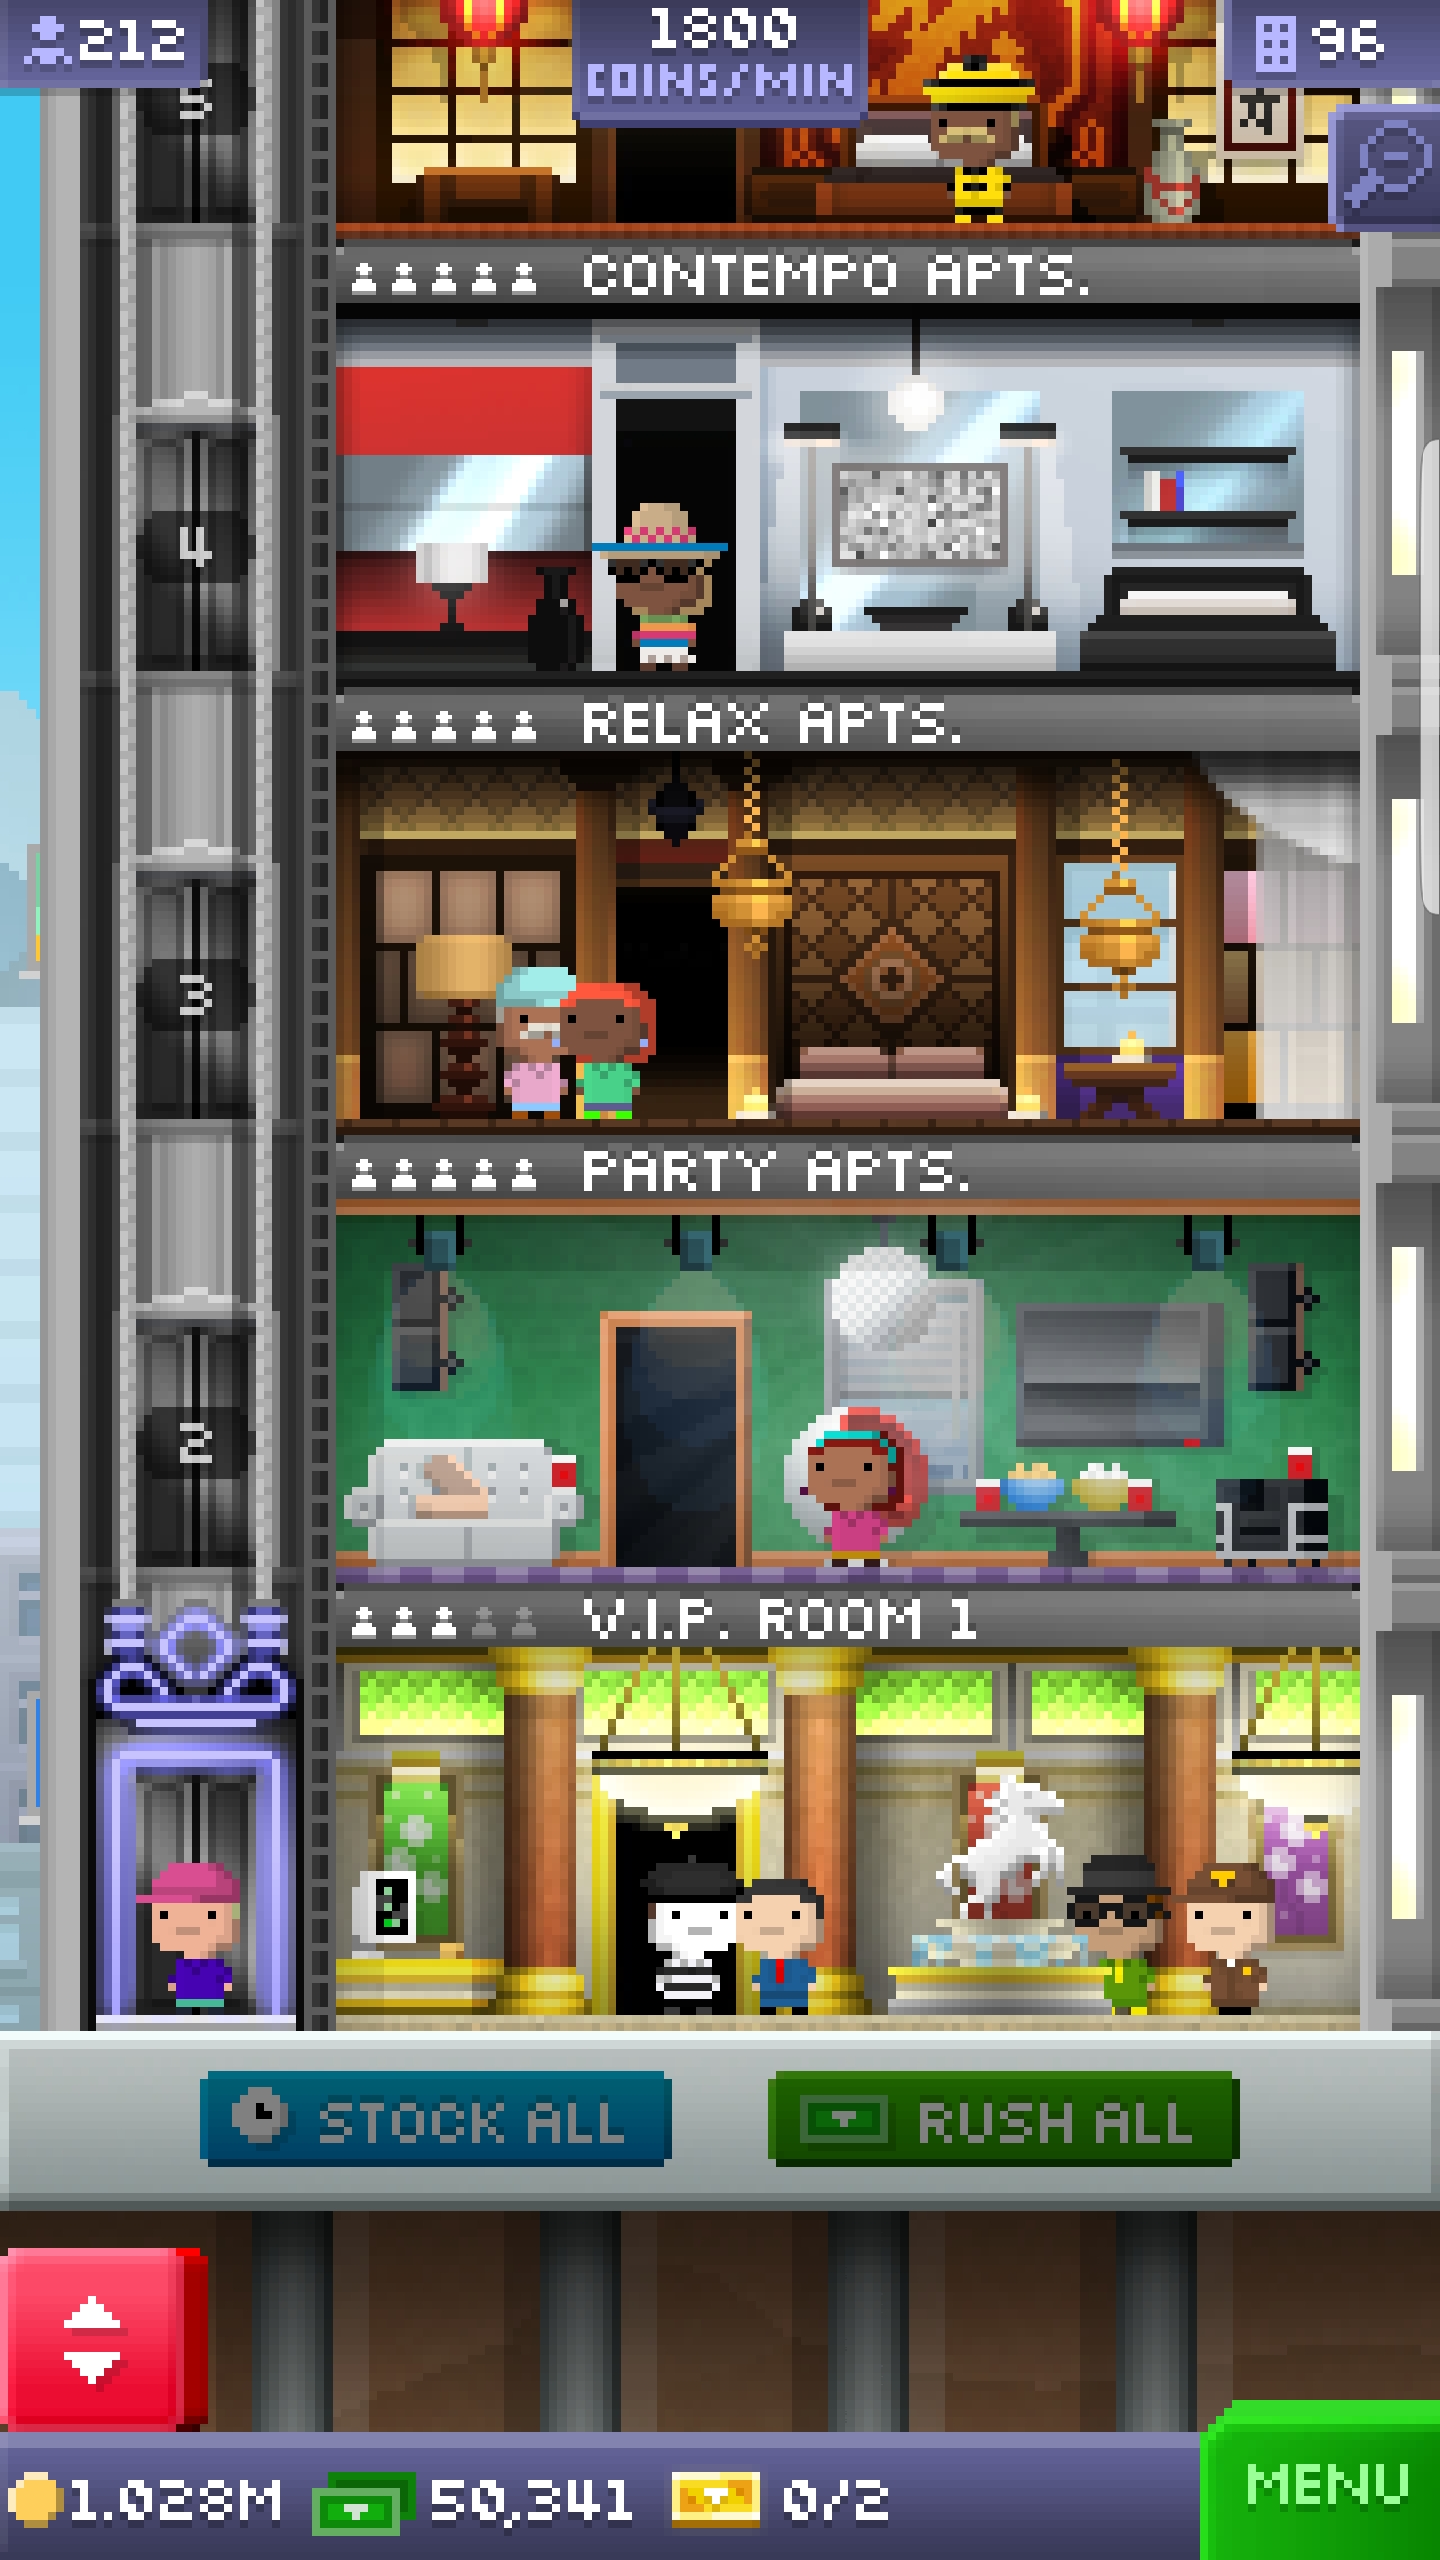 212
1800
COINS/MIN
96
5
CONTEMPO APTS.
4
RELAX APTS.
3
PARTY APTS.
2
V.I.P. ROOM 1
STOCK ALL
RUSH ALL
1.028M
50,341
0/2
MENU